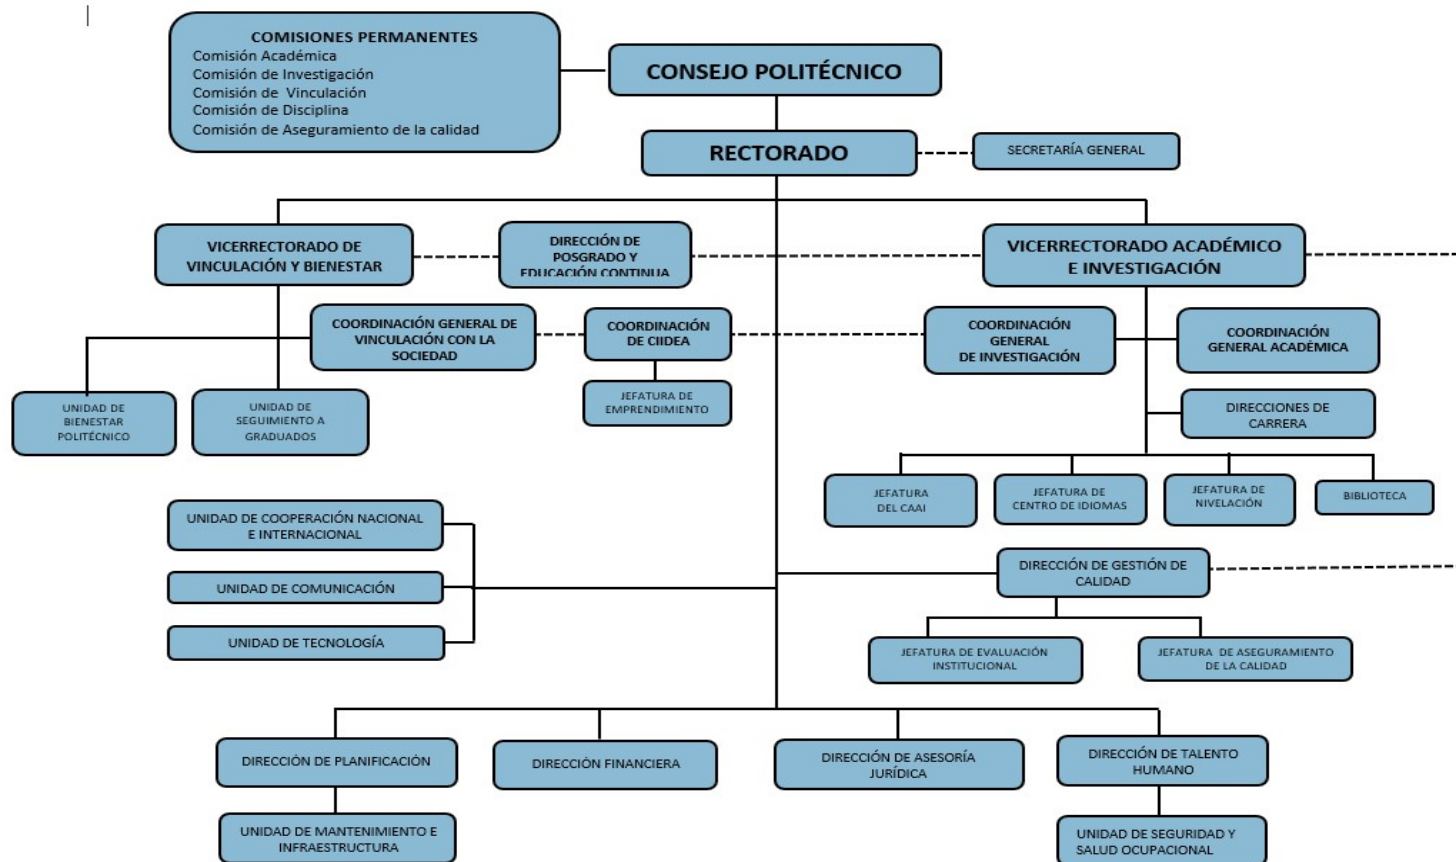 COMISIONES PERMANENTES
Comisión Académica
Comisión de Investigación
Comisión de Vinculación
Comisión de Disciplina
Comisión de Aseguramiento de la calidad
CONSEJO POLITÉCNICO
RECTORADO
SECRETARÍA GENERAL
VICERRECTORADO DE
VINCULACIÓN Y BIENESTAR
DIRECCIÓN DE
POSGRADO Y
EDUCACIÓN CONTINUA
VICERRECTORADO ACADÉMICO
E INVESTIGACIÓN
COORDINACIÓN GENERAL DE
VINCULACIÓN CON LA
SOCIEDAD
COORDINACIÓN
DE CIIDEA
COORDINACIÓN
GENERAL
DE INVESTIGACIÓN
COORDINACIÓN
GENERAL ACADÉMICA
UNIDAD DE
BIENESTAR
POLITÉCNICO
UNIDAD DE
SEGUIMIENTO A
GRADUADOS
JEFATURA DE
EMPRENDIMIENTO
DIRECCIONES DE
CARRERA
JEFATURA
DEL CAAI
JEFATURA DE
CENTRO DE IDIOMAS
JEFATURA DE
NIVELACIÓN
BIBLIOTECA
UNIDAD DE COOPERACIÓN NACIONAL
E INTERNACIONAL
UNIDAD DE COMUNICACIÓN
UNIDAD DE TECNOLOGÍA
DIRECCIÓN DE GESTIÓN DE
CALIDAD
JEFATURA DE EVALUACIÓN
INSTITUCIONAL
JEFATURA DE ASEGURAMIENTO
DE LA CALIDAD
DIRECCIÓN DE PLANIFICACIÓN
DIRECCIÓN FINANCIERA
DIRECCIÓN DE ASESORÍA
JURÍDICA
DIRECCIÓN DE TALENTO
HUMANO
UNIDAD DE MANTENIMIENTO E
INFRAESTRUCTURA
UNIDAD DE SEGURIDAD Y
SALUD OCUPACIONAL